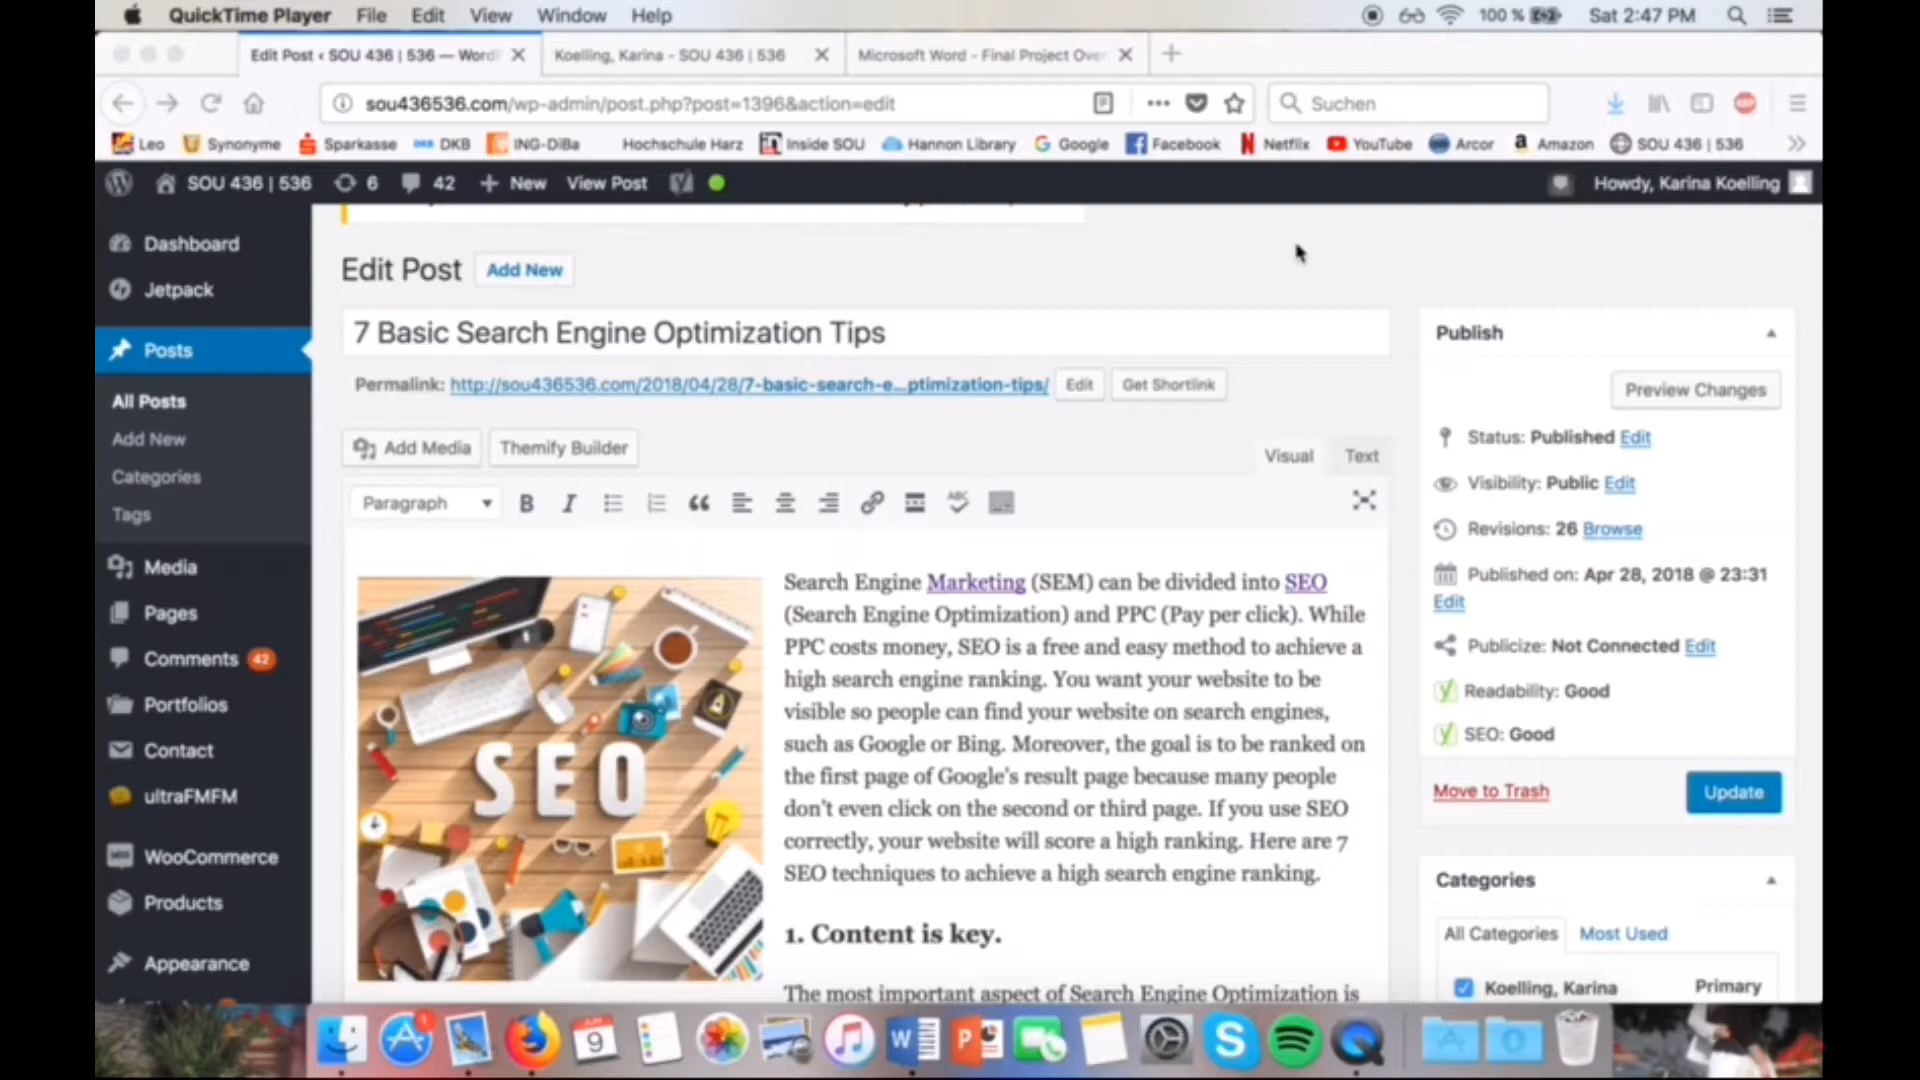 QuickTime Player File Edit View Window Help 100 % Sat 2:47 PM
Edit Post ‹ SOU 436 | 536 — WordP
Koelling, Karina - SOU 436 | 536
Microsoft Word - Final Project Over
sou436536.com/wp-admin/post.php?post=1396&action=edit
Suchen
Leo Synonyme Sparkasse DKB ING-DiBa Hochschule Harz Inside SOU Hannon Library Google Facebook Netflix YouTube Arcor Amazon SOU 436 | 536
SOU 436 | 536 6 42 New View Post
Howdy, Karina Koelling
Dashboard
Jetpack
Posts
All Posts
Add New
Categories
Tags
Media
Pages
Comments 42
Portfolios
Contact
ultraFMFM
WooCommerce
Products
Appearance
Edit Post Add New
7 Basic Search Engine Optimization Tips
Permalink: http://sou436536.com/2018/04/28/7-basic-search-e…ptimization-tips/ Edit Get Shortlink
Add Media Themify Builder
Visual Text
Paragraph B I ABC
SEO
Search Engine Marketing (SEM) can be divided into SEO
(Search Engine Optimization) and PPC (Pay per click). While
PPC costs money, SEO is a free and easy method to achieve a
high search engine ranking. You want your website to be
visible so people can find your website on search engines,
such as Google or Bing. Moreover, the goal is to be ranked on
the first page of Google's result page because many people
don't even click on the second or third page. If you use SEO
correctly, your website will score a high ranking. Here are 7
SEO techniques to achieve a high search engine ranking.
1. Content is key.
The most important aspect of Search Engine Optimization is
Publish
Preview Changes
Status: Published Edit
Visibility: Public Edit
Revisions: 26 Browse
Published on: Apr 28, 2018 @ 23:31
Edit
Publicize: Not Connected Edit
Readability: Good
SEO: Good
Move to Trash
Update
Categories
All Categories Most Used
Koelling, Karina Primary
1
9